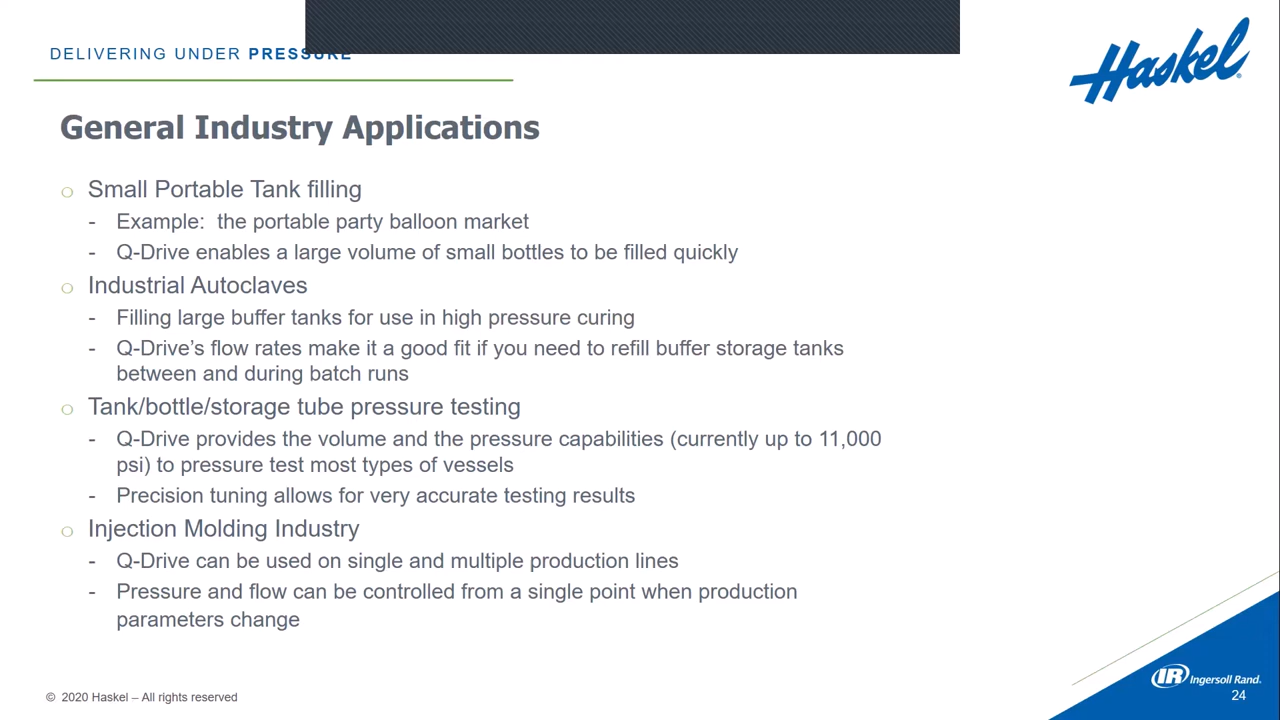 DELIVERING UNDER PRESSURE
Haskel
General Industry Applications
Small Portable Tank filling
- Example: the portable party balloon market
- Q-Drive enables a large volume of small bottles to be filled quickly
Industrial Autoclaves
- Filling large buffer tanks for use in high pressure curing
- Q-Drive’s flow rates make it a good fit if you need to refill buffer storage tanks
between and during batch runs
Tank/bottle/storage tube pressure testing
- Q-Drive provides the volume and the pressure capabilities (currently up to 11,000
psi) to pressure test most types of vessels
- Precision tuning allows for very accurate testing results
Injection Molding Industry
- Q-Drive can be used on single and multiple production lines
- Pressure and flow can be controlled from a single point when production
parameters change
IR Ingersoll Rand.
© 2020 Haskel – All rights reserved
24